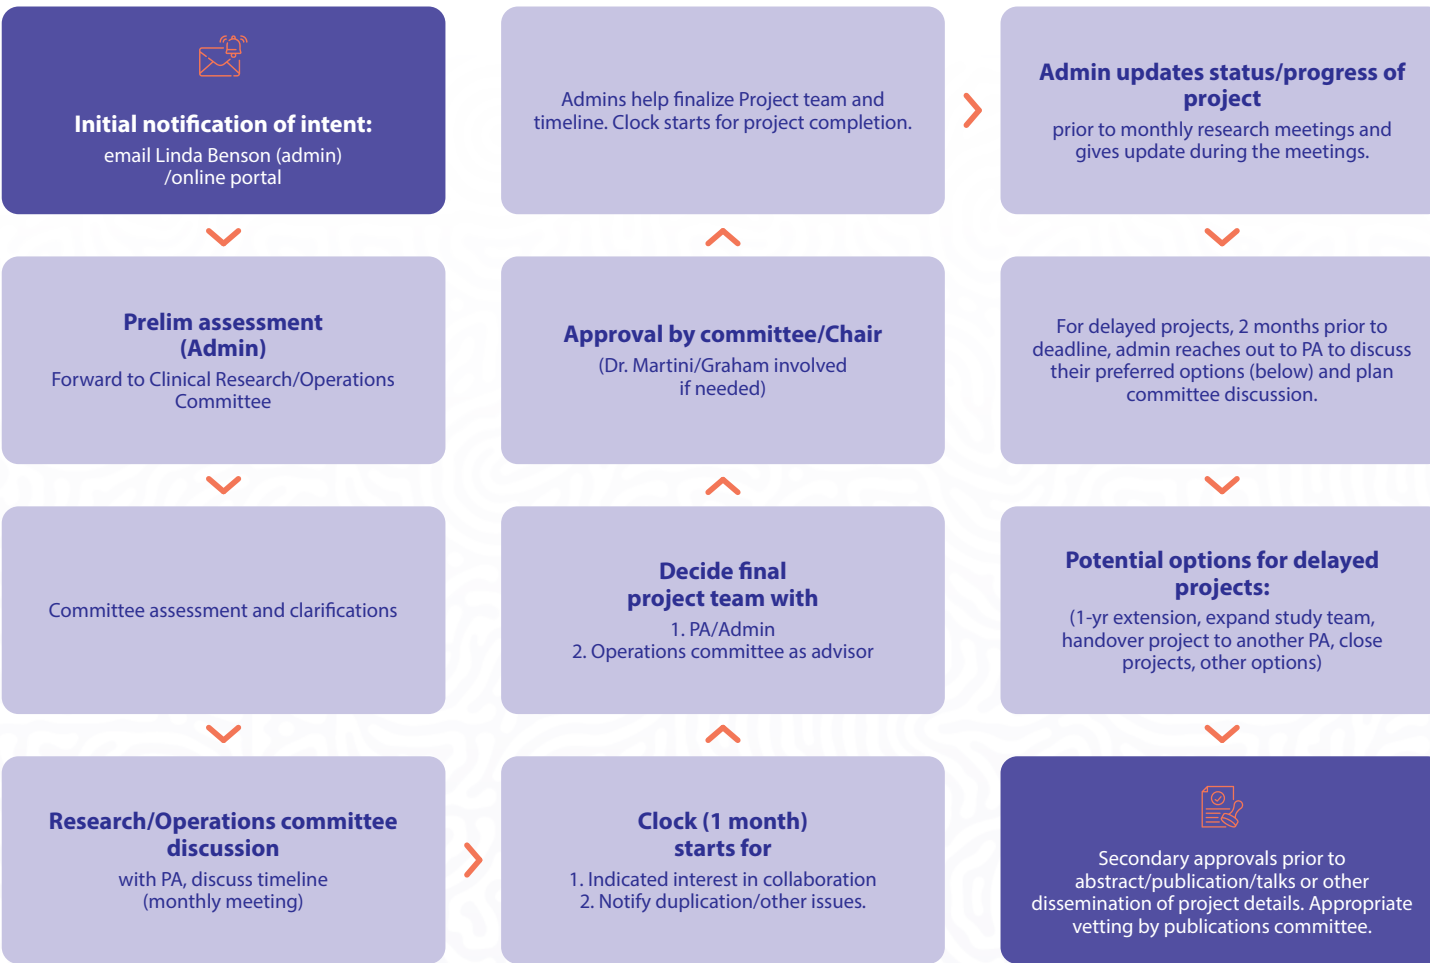 Initial notification of intent:
email Linda Benson (admin)
/online portal
Prelim assessment
(Admin)
Forward to Clinical Research/Operations
Committee
Committee assessment and clarifications
Research/Operations committee
discussion
with PA, discuss timeline
(monthly meeting)
Clock (1 month)
starts for
1. Indicated interest in collaboration
2. Notify duplication/other issues.
Decide final
project team with
1. PA/Admin
2. Operations committee as advisor
Approval by committee/Chair
(Dr. Martini/Graham involved
if needed)
Admins help finalize Project team and
timeline. Clock starts for project completion.
Admin updates status/progress of
project
prior to monthly research meetings and
gives update during the meetings.
For delayed projects, 2 months prior to
deadline, admin reaches out to PA to discuss
their preferred options (below) and plan
committee discussion.
Potential options for delayed
projects:
(1-yr extension, expand study team,
handover project to another PA, close
projects, other options)
Secondary approvals prior to
abstract/publication/talks or other
dissemination of project details. Appropriate
vetting by publications committee.